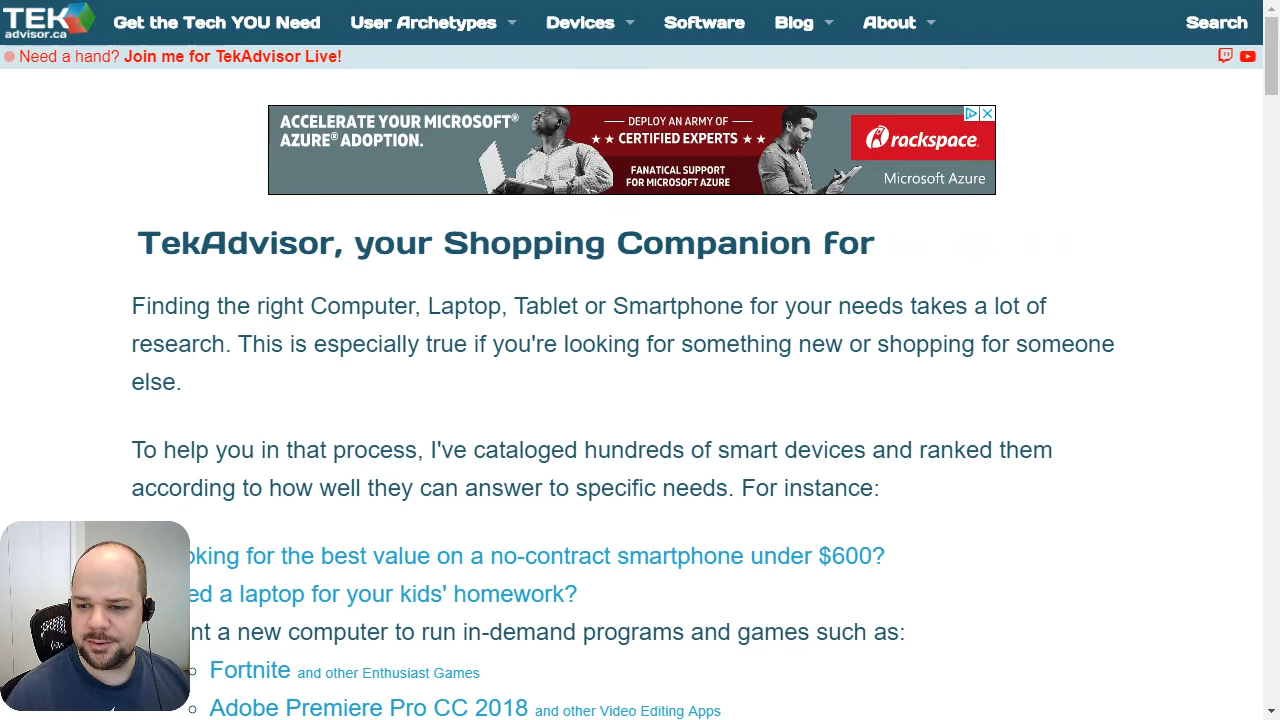 TEK
advisor.ca
Get the Tech YOU Need
User Archetypes
Devices
Software
Blog
About
Search
Need a hand? Join me for TekAdvisor Live!
ACCELERATE YOUR MICROSOFT®
AZURE® ADOPTION.
DEPLOY AN ARMY OF
CERTIFIED EXPERTS
FANATICAL SUPPORT
FOR MICROSOFT AZURE
rackspace.
Microsoft Azure
TekAdvisor, your Shopping Companion for
Finding the right Computer, Laptop, Tablet or Smartphone for your needs takes a lot of
research. This is especially true if you're looking for something new or shopping for someone
else.
To help you in that process, I've cataloged hundreds of smart devices and ranked them
according to how well they can answer to specific needs. For instance:
oking for the best value on a no-contract smartphone under $600?
ed a laptop for your kids' homework?
nt a new computer to run in-demand programs and games such as:
Fortnite and other Enthusiast Games
Adobe Premiere Pro CC 2018 and other Video Editing Apps